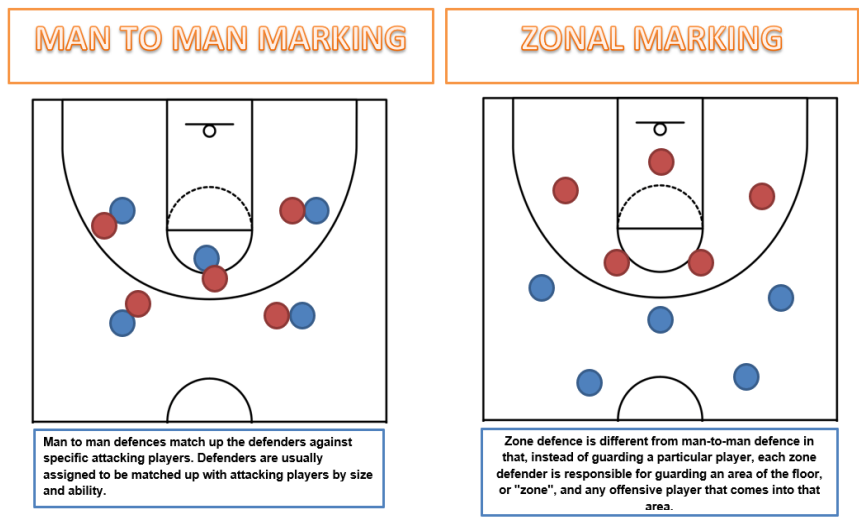 MAN TO MAN MARKING
ZONAL MARKING
Man to man defences match up the defenders against
specific attacking players. Defenders are usually
assigned to be matched up with attacking players by size
and ability.
Zone defence is different from man-to-man defence in
that, instead of guarding a particular player, each zone
defender is responsible for guarding an area of the floor,
or "zone", and any offensive player that comes into that
area.